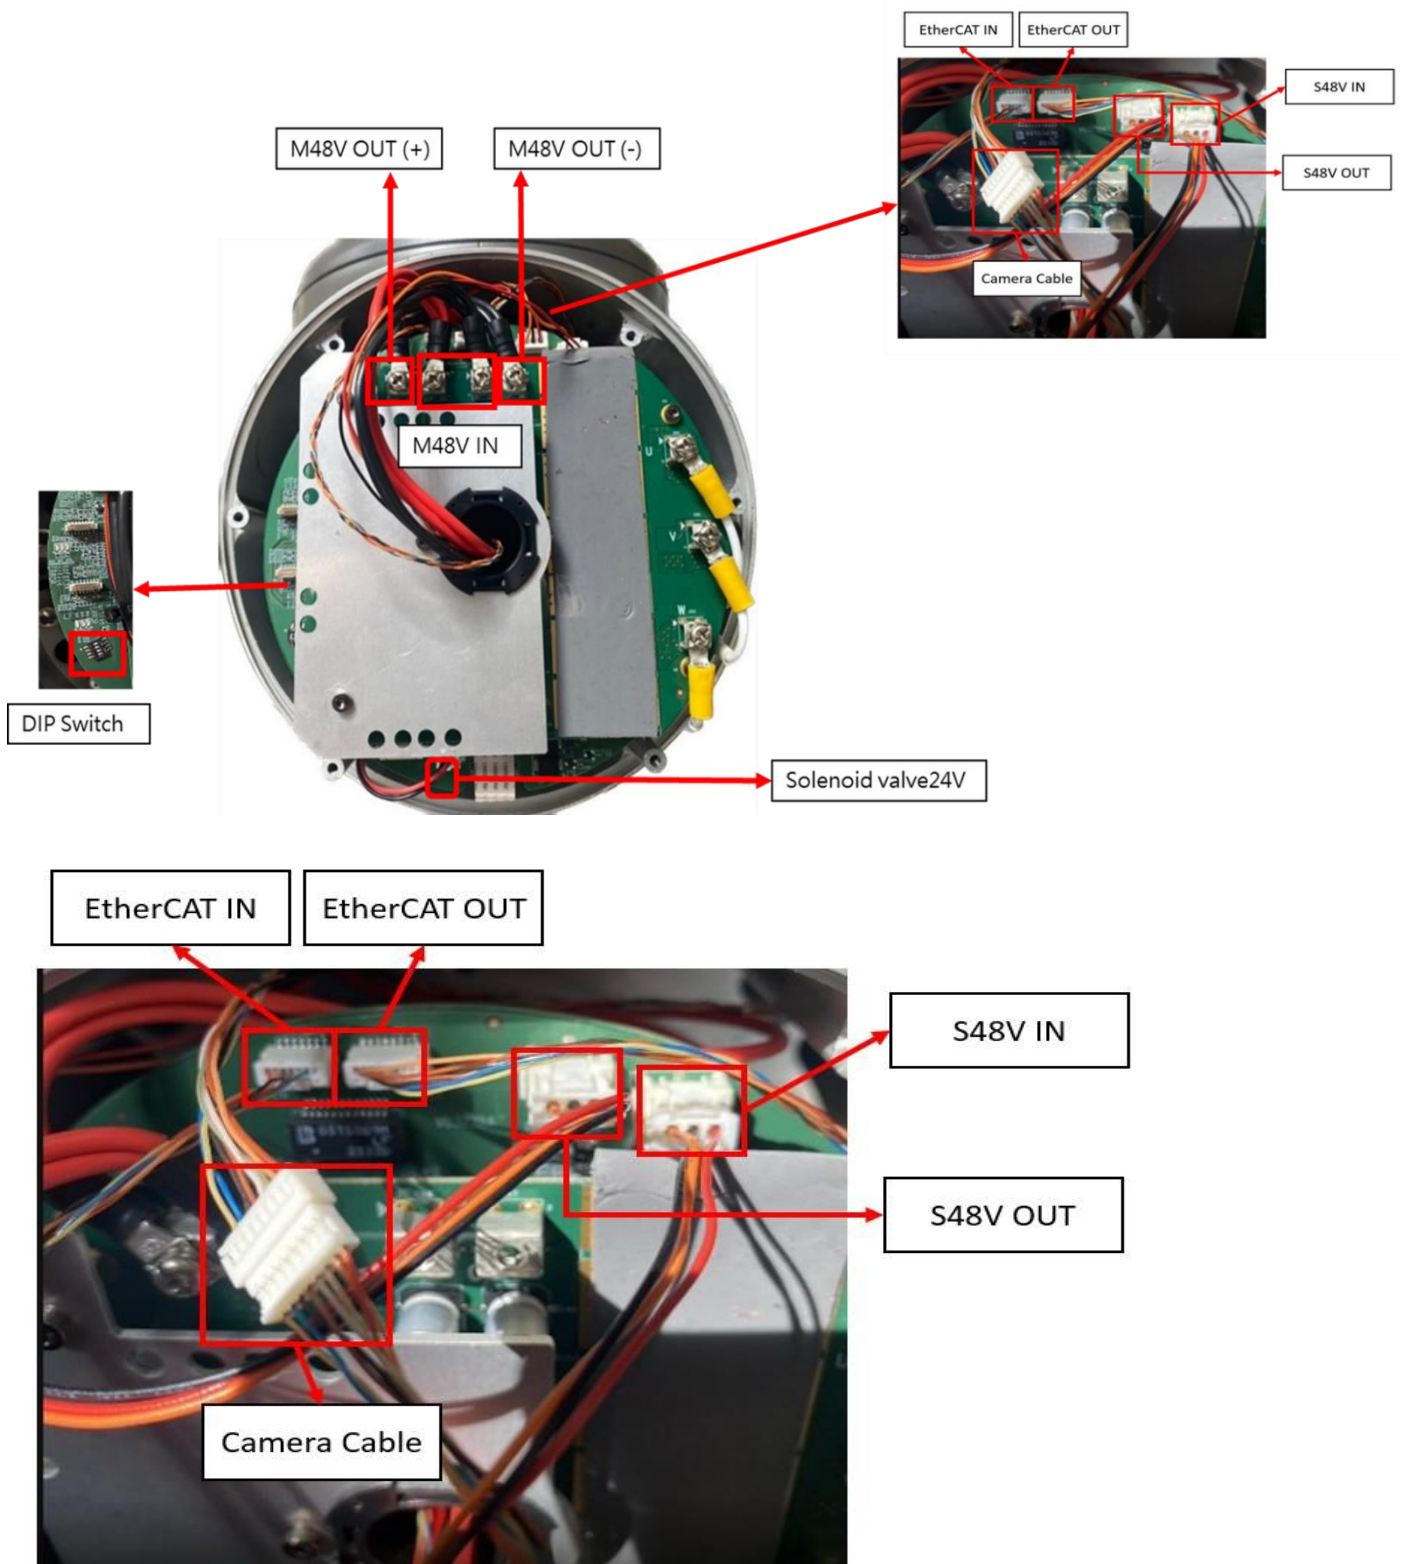 EtherCAT IN
EtherCAT OUT
S48V IN
S48V OUT
Camera Cable
M48V OUT (+)
M48V OUT (-)
M48V IN
U
V
W
DIP Switch
Solenoid valve24V
EtherCAT IN
EtherCAT OUT
S48V IN
S48V OUT
Camera Cable